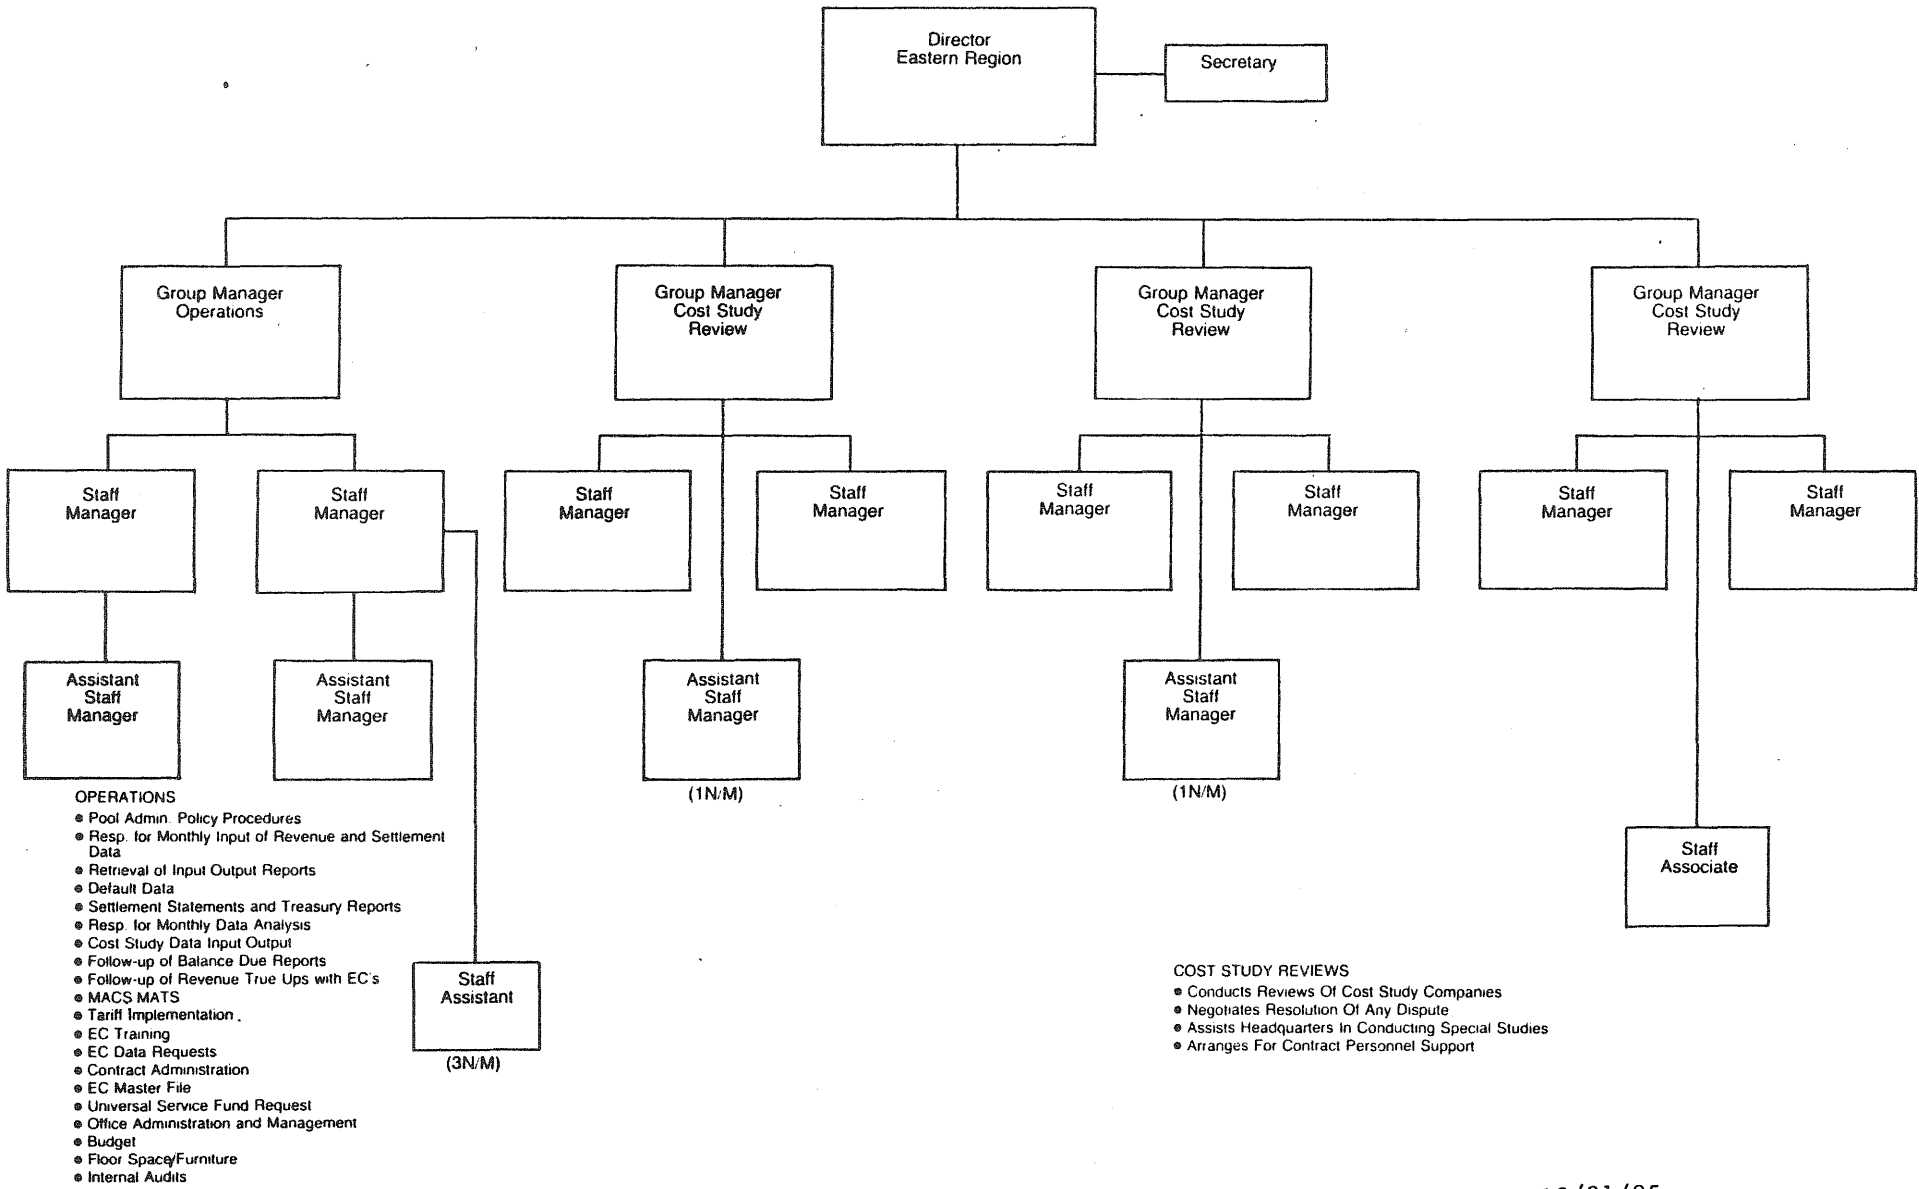 Director
Eastern Region
Secretary
Group Manager
Operations
Group Manager
Cost Study
Review
Group Manager
Cost Study
Review
Group Manager
Cost Study
Review
Staff
Manager
Staff
Manager
Staff
Manager
Staff
Manager
Staff
Manager
Staff
Manager
Staff
Manager
Staff
Manager
Assistant
Staff
Manager
Assistant
Staff
Manager
Assistant
Staff
Manager
(1N/M)
Assistant
Staff
Manager
(1N/M)
Staff
Associate
Staff
Assistant
(3N/M)
OPERATIONS
● Pool Admin. Policy Procedures
● Resp. for Monthly Input of Revenue and Settlement
Data
● Retrieval of Input Output Reports
● Default Data
● Settlement Statements and Treasury Reports
● Resp. for Monthly Data Analysis
● Cost Study Data Input Output
● Follow-up of Balance Due Reports
● Follow-up of Revenue True Ups with EC's
● MACS MATS
● Tariff Implementation
● EC Training
● EC Data Requests
● Contract Administration
● EC Master File
● Universal Service Fund Request
● Office Administration and Management
● Budget
● Floor Space/Furniture
● Internal Audits
COST STUDY REVIEWS
● Conducts Reviews Of Cost Study Companies
● Negotiates Resolution Of Any Dispute
● Assists Headquarters In Conducting Special Studies
● Arranges For Contract Personnel Support